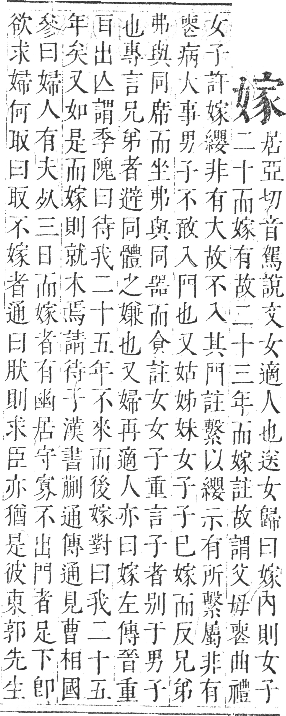 嫁
居亞切音駕說文女適人也送女歸曰嫁內則女子
二十而嫁有故二十三年而嫁註故謂父母喪曲禮
女子許嫁纓非有大故不入其門註繫以纓示有所繫屬非有
喪病大事男子不敢入門也又姑姊妹女子子已嫁而反兄弟
弗與同席而坐弗與同器而食註女女子重言子者别于男子
也專言兄弟者避同體之嫌也又婦再適人亦曰嫁左傳晉重
耳出亾謂季隗曰待我二十五年不來而後嫁對曰我二十五
年矣又如是而嫁則就木焉請待子漢書蒯通傳通見曹相國
參曰婦人有夫死三日而嫁者有幽居守寡不出門者足下卽
欲求婦何取曰取不嫁者通曰肰則求臣亦猶是彼東郭先生